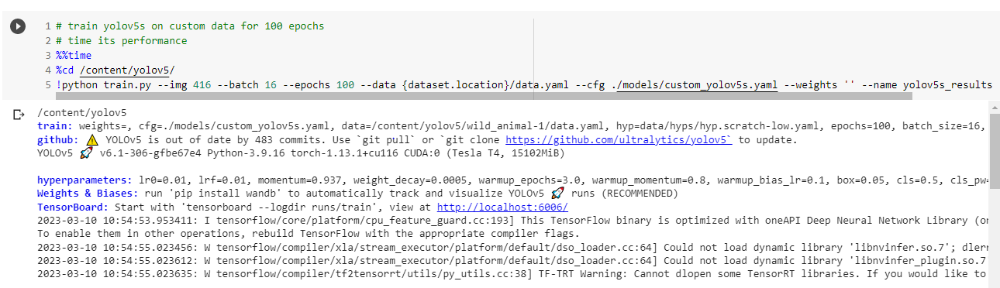 1 # train yolov5s on custom data for 100 epochs
2 # time its performance
3 %%time
4 %cd /content/yolov5/
5 !python train.py --img 416 --batch 16 --epochs 100 --data {dataset.location}/data.yaml --cfg ./models/custom_yolov5s.yaml --weights '' --name yolov5s_results
/content/yolov5
train: weights=, cfg=./models/custom_yolov5s.yaml, data=/content/yolov5/wild_animal-1/data.yaml, hyp=data/hyps/hyp.scratch-low.yaml, epochs=100, batch_size=16,
github: ⚠️ YOLOv5 is out of date by 483 commits. Use `git pull` or `git clone https://github.com/ultralytics/yolov5` to update.
YOLOv5 🚀 v6.1-306-gfbe67e4 Python-3.9.16 torch-1.13.1+cu116 CUDA:0 (Tesla T4, 15102MiB)
hyperparameters: lr0=0.01, lrf=0.01, momentum=0.937, weight_decay=0.0005, warmup_epochs=3.0, warmup_momentum=0.8, warmup_bias_lr=0.1, box=0.05, cls=0.5, cls_pw=
Weights & Biases: run 'pip install wandb' to automatically track and visualize YOLOv5 🚀 runs (RECOMMENDED)
TensorBoard: Start with 'tensorboard --logdir runs/train', view at http://localhost:6006/
2023-03-10 10:54:53.953411: I tensorflow/core/platform/cpu_feature_guard.cc:193] This TensorFlow binary is optimized with oneAPI Deep Neural Network Library (on
To enable them in other operations, rebuild TensorFlow with the appropriate compiler flags.
2023-03-10 10:54:55.023456: W tensorflow/compiler/xla/stream_executor/platform/default/dso_loader.cc:64] Could not load dynamic library 'libnvinfer.so.7'; dlerr
2023-03-10 10:54:55.023612: W tensorflow/compiler/xla/stream_executor/platform/default/dso_loader.cc:64] Could not load dynamic library 'libnvinfer_plugin.so.7
2023-03-10 10:54:55.023635: W tensorflow/compiler/tf2tensorrt/utils/py_utils.cc:38] TF-TRT Warning: Cannot dlopen some TensorRT libraries. If you would like to